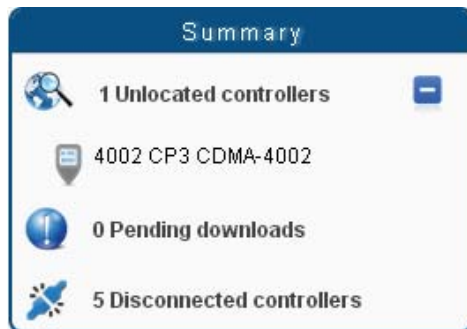 Summary
1 Unlocated controllers
4002 CP3 CDMA-4002
0 Pending downloads
5 Disconnected controllers